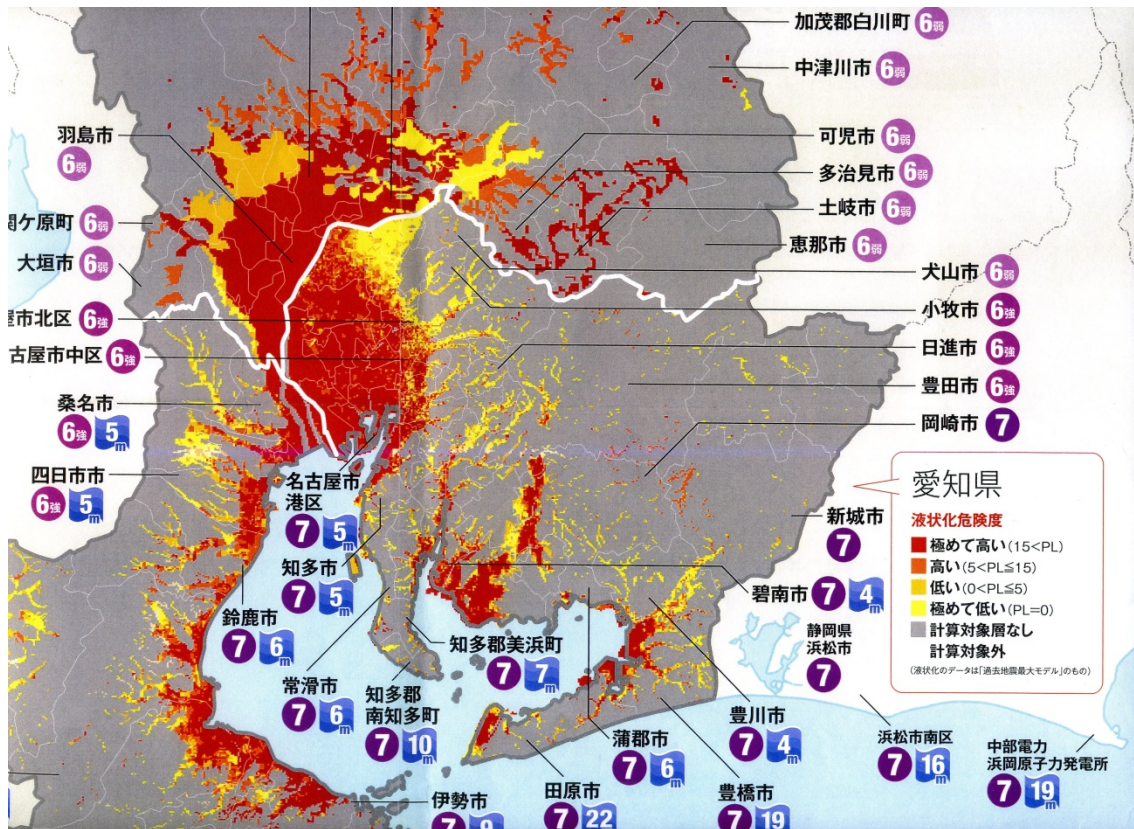 加茂郡白川町 6弱
中津川市 6弱
羽島市
6弱
可児市 6弱
多治見市 6弱
土岐市 6弱
関ケ原町 6弱
恵那市 6弱
大垣市 6弱
犬山市 6弱
屋市北区 6強
小牧市 6強
古屋市中区 6強
日進市 6強
豊田市 6強
桑名市
6強 5m
岡崎市 7
四日市市
6強 5m
名古屋市
港区
7 5m
愛知県
液状化危険度
極めて高い(15<PL)
高い(5<PL≦15)
低い(0<PL≦5)
極めて低い(PL=0)
計算対象層なし
計算対象外
(液状化のデータは「過去地震最大モデル」のもの)
新城市
7
知多市
7 5m
碧南市 7 4m
鈴鹿市
7 6m
知多郡美浜町
7 7m
静岡県
浜松市
7
常滑市
7 6m
知多郡
南知多町
7 10m
豊川市
7 4m
蒲郡市
7 6m
浜松市南区
7 16m
中部電力
浜岡原子力発電所
7 19m
伊勢市
7
田原市
7 22
豊橋市
7 19